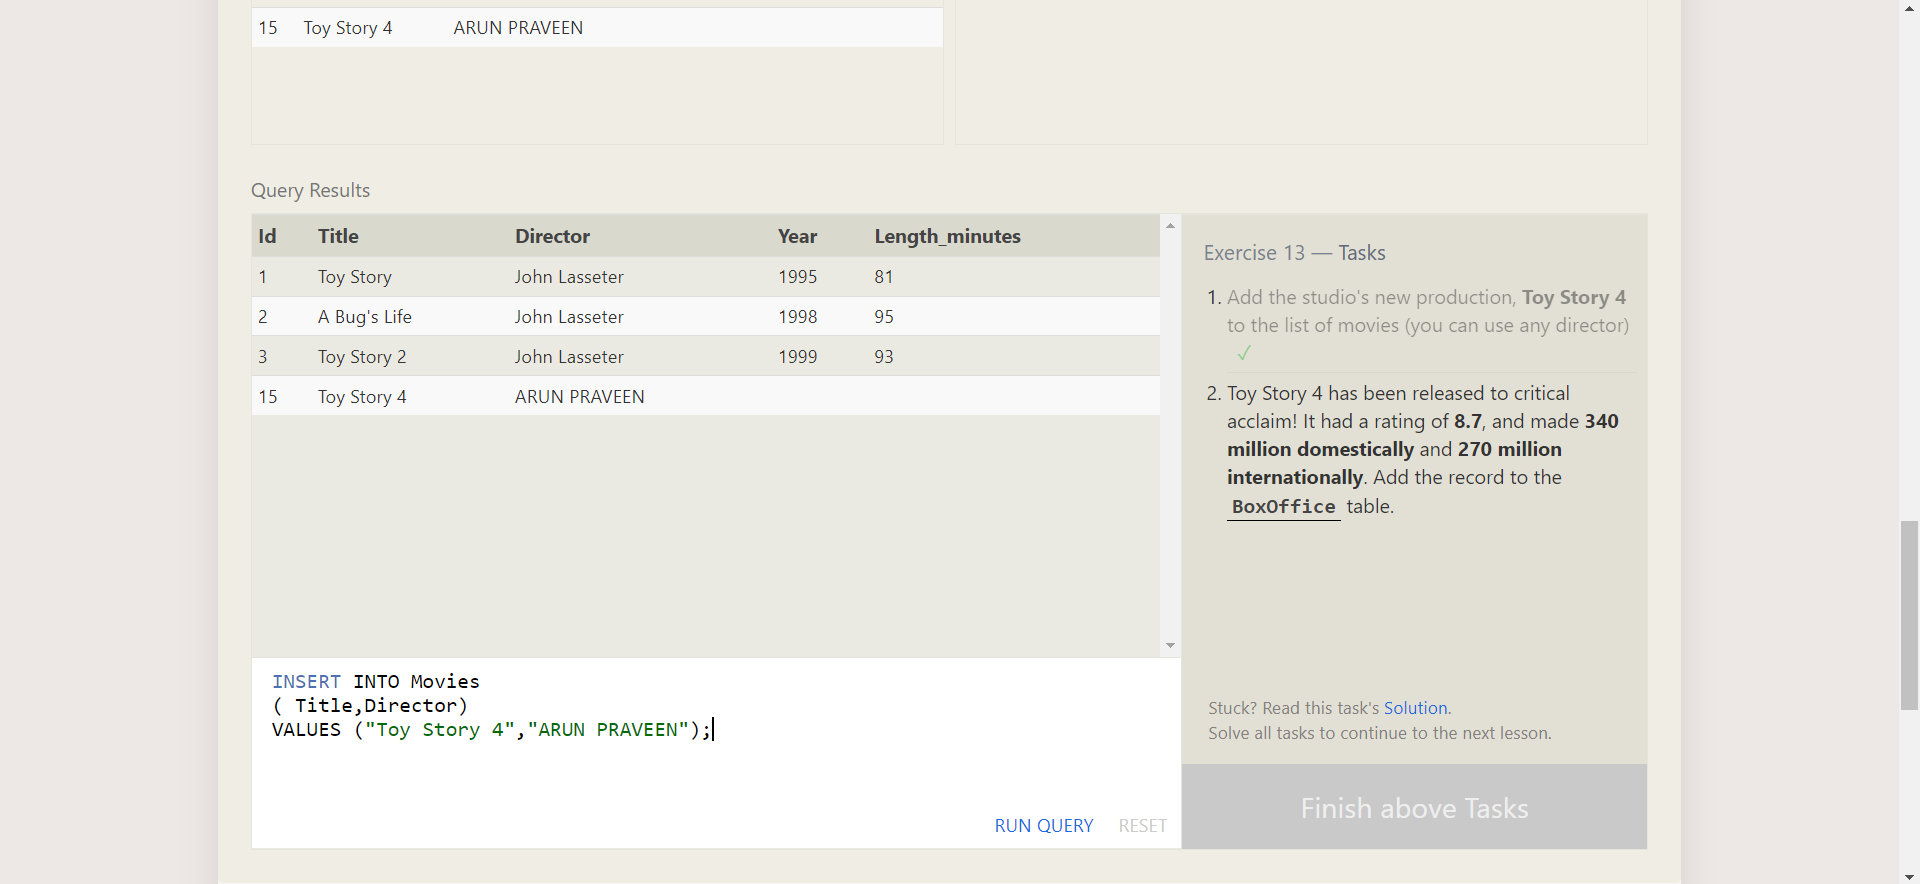 15 Toy Story 4 ARUN PRAVEEN
Query Results
Id Title Director Year Length_minutes
1 Toy Story John Lasseter 1995 81
2 A Bug's Life John Lasseter 1998 95
3 Toy Story 2 John Lasseter 1999 93
15 Toy Story 4 ARUN PRAVEEN
INSERT INTO Movies
( Title,Director)
VALUES ("Toy Story 4","ARUN PRAVEEN");
RUN QUERY RESET
Exercise 13 — Tasks
1. Add the studio's new production, Toy Story 4
to the list of movies (you can use any director)
✓
2. Toy Story 4 has been released to critical
acclaim! It had a rating of 8.7, and made 340
million domestically and 270 million
internationally. Add the record to the
BoxOffice table.
Stuck? Read this task's Solution.
Solve all tasks to continue to the next lesson.
Finish above Tasks